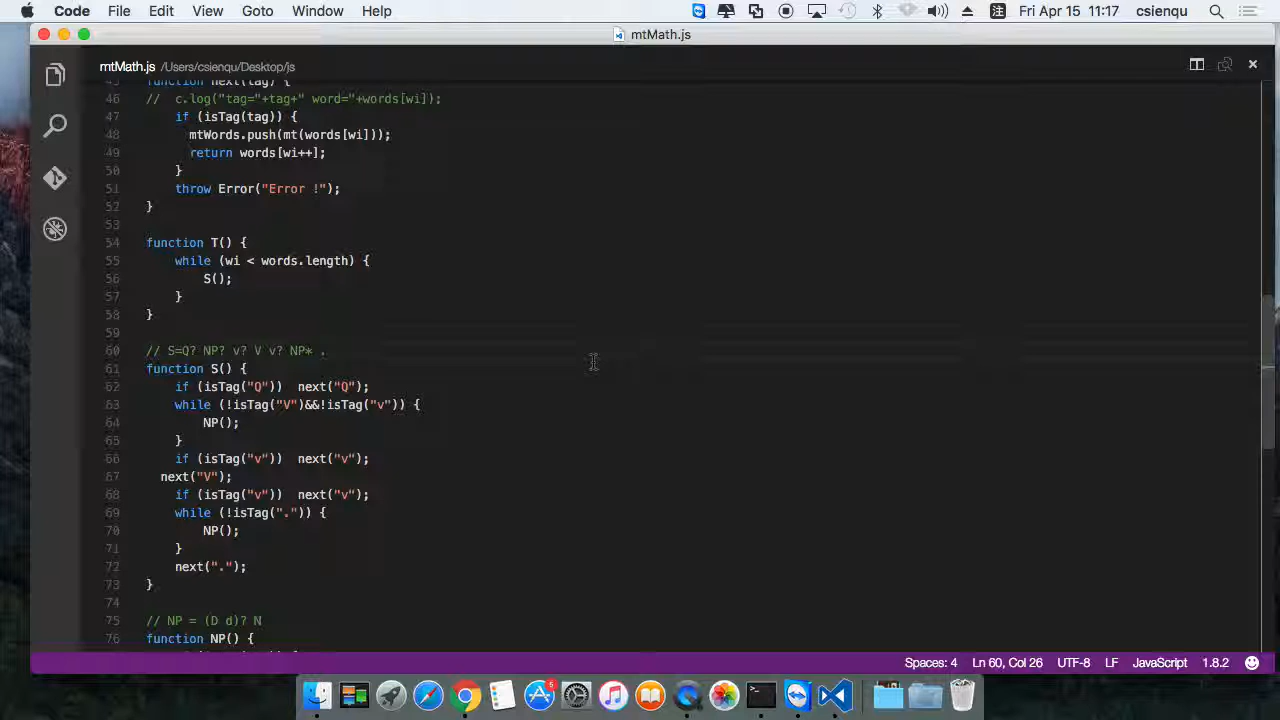 Code File Edit View Goto Window Help 注 Fri Apr 15 11:17 csienqu
mtMath.js
mtMath.js /Users/csienqu/Desktop/js
45 function next(tag) {
46 //  c.log("tag="+tag+" word="+words[wi]);
47     if (isTag(tag)) {
48       mtWords.push(mt(words[wi]));
49       return words[wi++];
50     }
51     throw Error("Error !");
52 }
53
54 function T() {
55     while (wi < words.length) {
56         S();
57     }
58 }
59
60 // S=Q? NP? v? V v? NP* .
61 function S() {
62     if (isTag("Q"))  next("Q");
63     while (!isTag("V")&&!isTag("v")) {
64         NP();
65     }
66     if (isTag("v"))  next("v");
67   next("V");
68     if (isTag("v"))  next("v");
69     while (!isTag(".")) {
70         NP();
71     }
72     next(".");
73 }
74
75 // NP = (D d)? N
76 function NP() {
Spaces: 4 Ln 60, Col 26 UTF-8 LF JavaScript 1.8.2
6